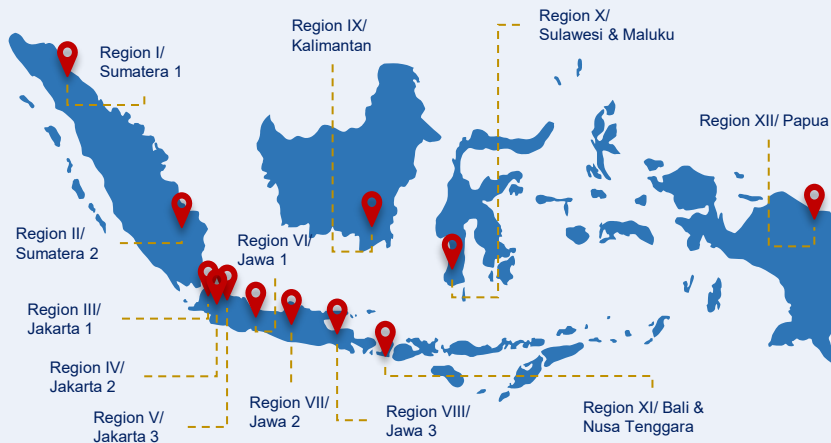 Region I/
Sumatera 1
Region IX/
Kalimantan
Region X/
Sulawesi & Maluku
Region XII/ Papua
Region II/
Sumatera 2
Region VI/
Jawa 1
Region III/
Jakarta 1
Region IV/
Jakarta 2
Region V/
Jakarta 3
Region VII/
Jawa 2
Region VIII/
Jawa 3
Region XI/ Bali &
Nusa Tenggara